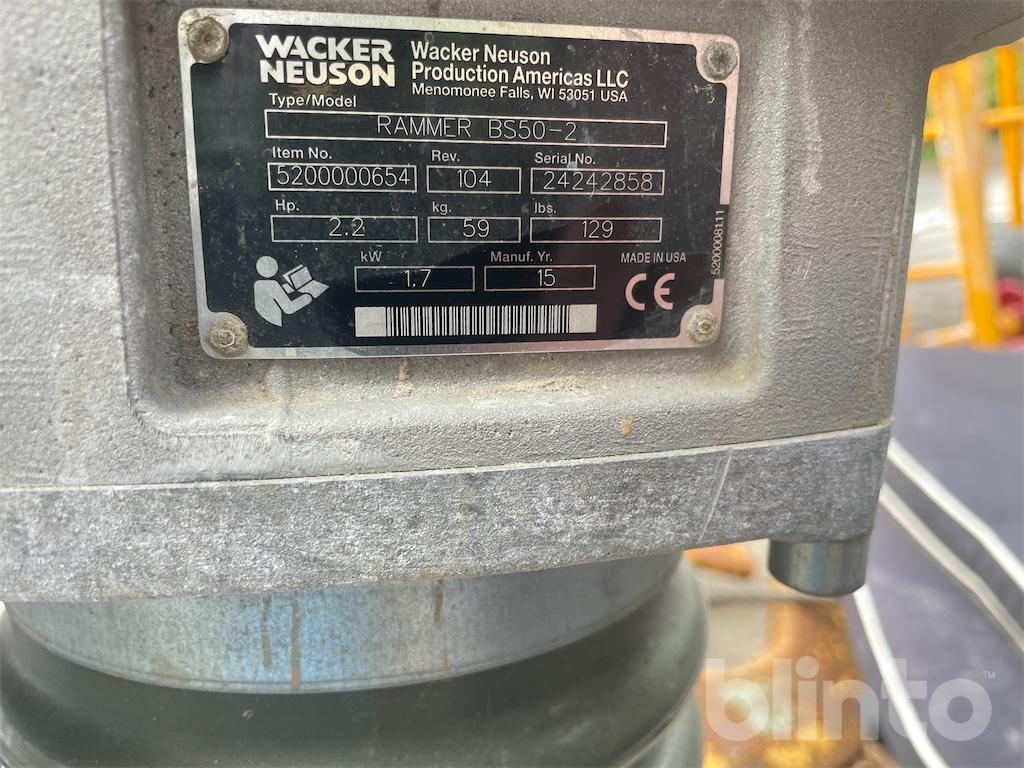 WACKER
NEUSON
Wacker Neuson
Production Americas LLC
Menomonee Falls, WI 53051 USA
Type/Model
RAMMER BS50-2
Item No. Rev. Serial No.
5200000654 104 24242858
Hp. kg. lbs.
2.2 59 129
kW Manuf. Yr. MADE IN USA
1.7 15 CE
5200008111
blinto™